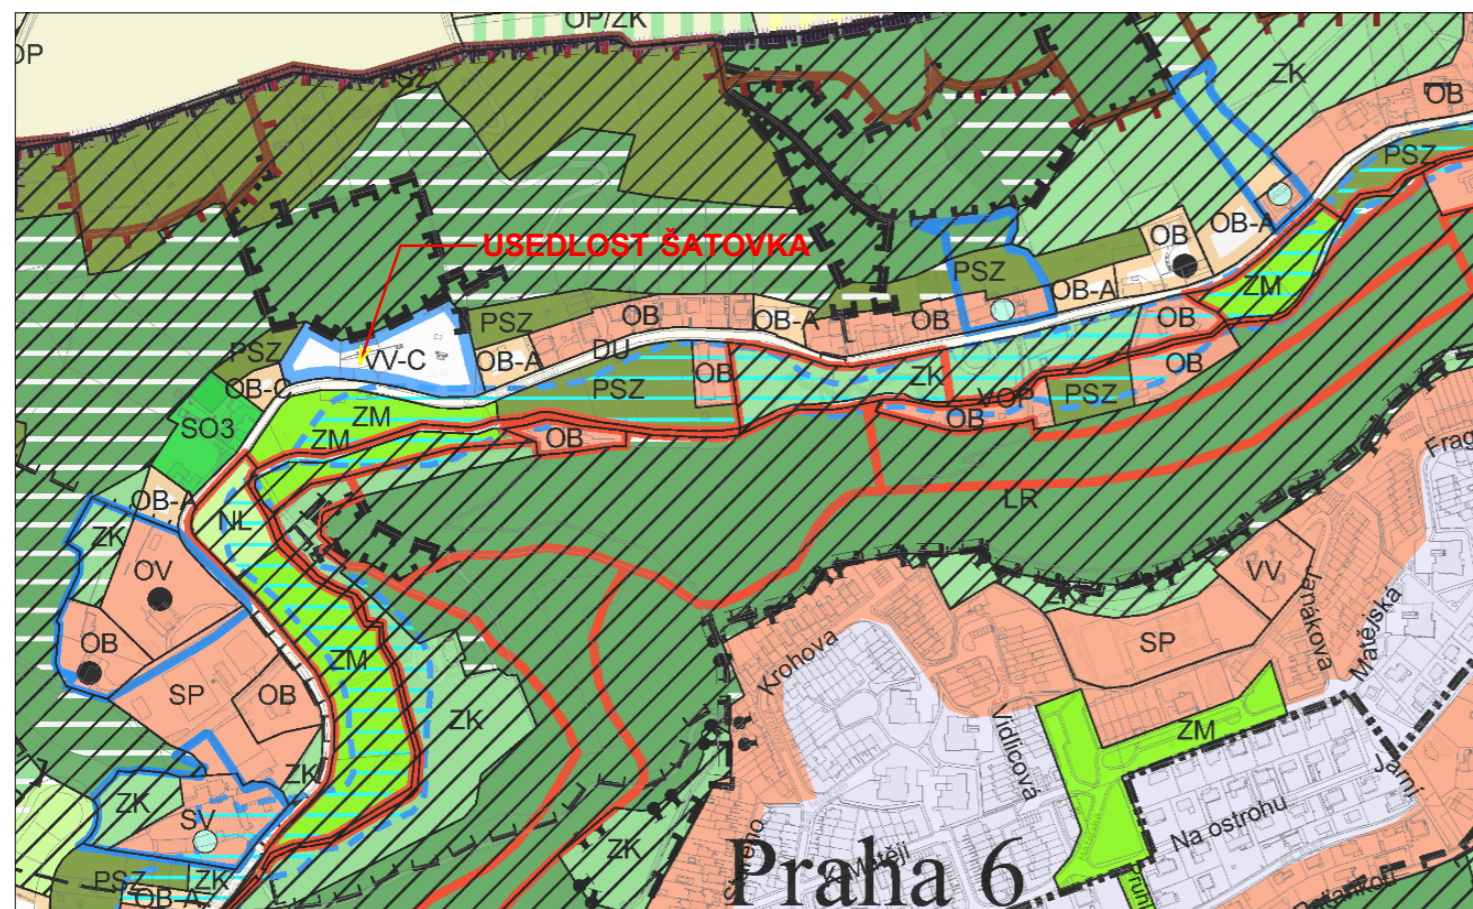 OP/ZK
OP
PSZ
ZK
OB
PSZ
OB-A
OB
USEDLOST ŠATOVKA
PSZ
ZM
OB-A
OB
PSZ
OB
OB-A
OB
DU
PSZ
VV-C
OB-A
OB
ZK
OB
OB-C
PSZ
VOP
PSZ
ZM
SO3
ZM
OB
OB
LR
OB-A
NL
ZK
OV
VV
ZK
Janákova
Matějská
OB
Krohova
SP
ZM
SP
OB
ZK
Vidlicová
ZM
ZK
Jarní
ZK
SV
Na ostrohu
ZK
Praha 6
PSZ
ZK
OB-A